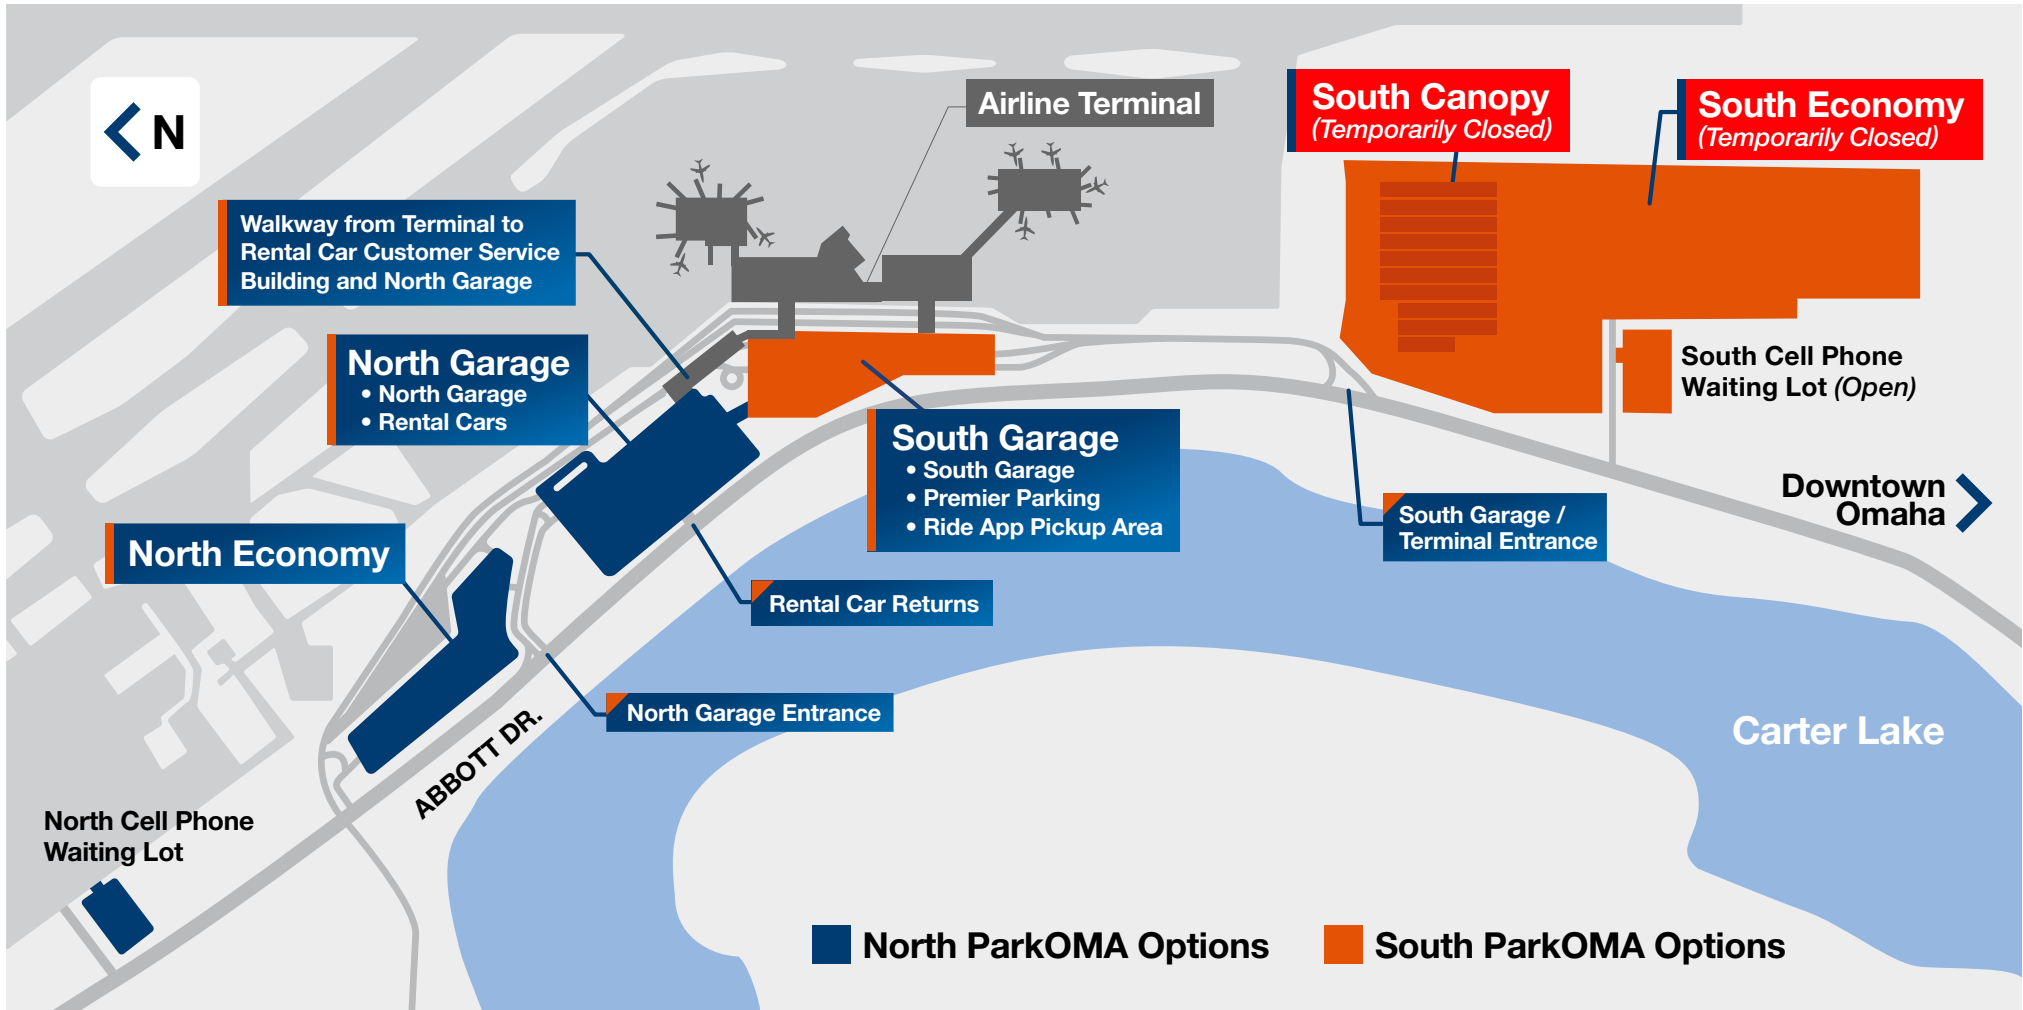 N
Airline Terminal
South Canopy
(Temporarily Closed)
South Economy
(Temporarily Closed)
Walkway from Terminal to
Rental Car Customer Service
Building and North Garage
North Garage
• North Garage
• Rental Cars
South Cell Phone
Waiting Lot (Open)
South Garage
• South Garage
• Premier Parking
• Ride App Pickup Area
Downtown
Omaha
South Garage /
Terminal Entrance
North Economy
Rental Car Returns
North Garage Entrance
ABBOTT DR.
Carter Lake
North Cell Phone
Waiting Lot
North ParkOMA Options
South ParkOMA Options